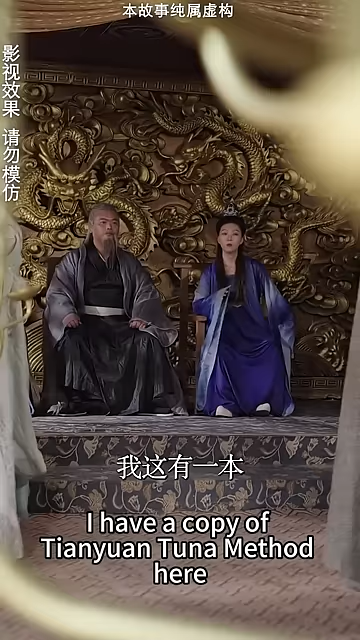 本故事纯属虚构
影视效果 请勿模仿
我这有一本
I have a copy of
Tianyuan Tuna Method
here